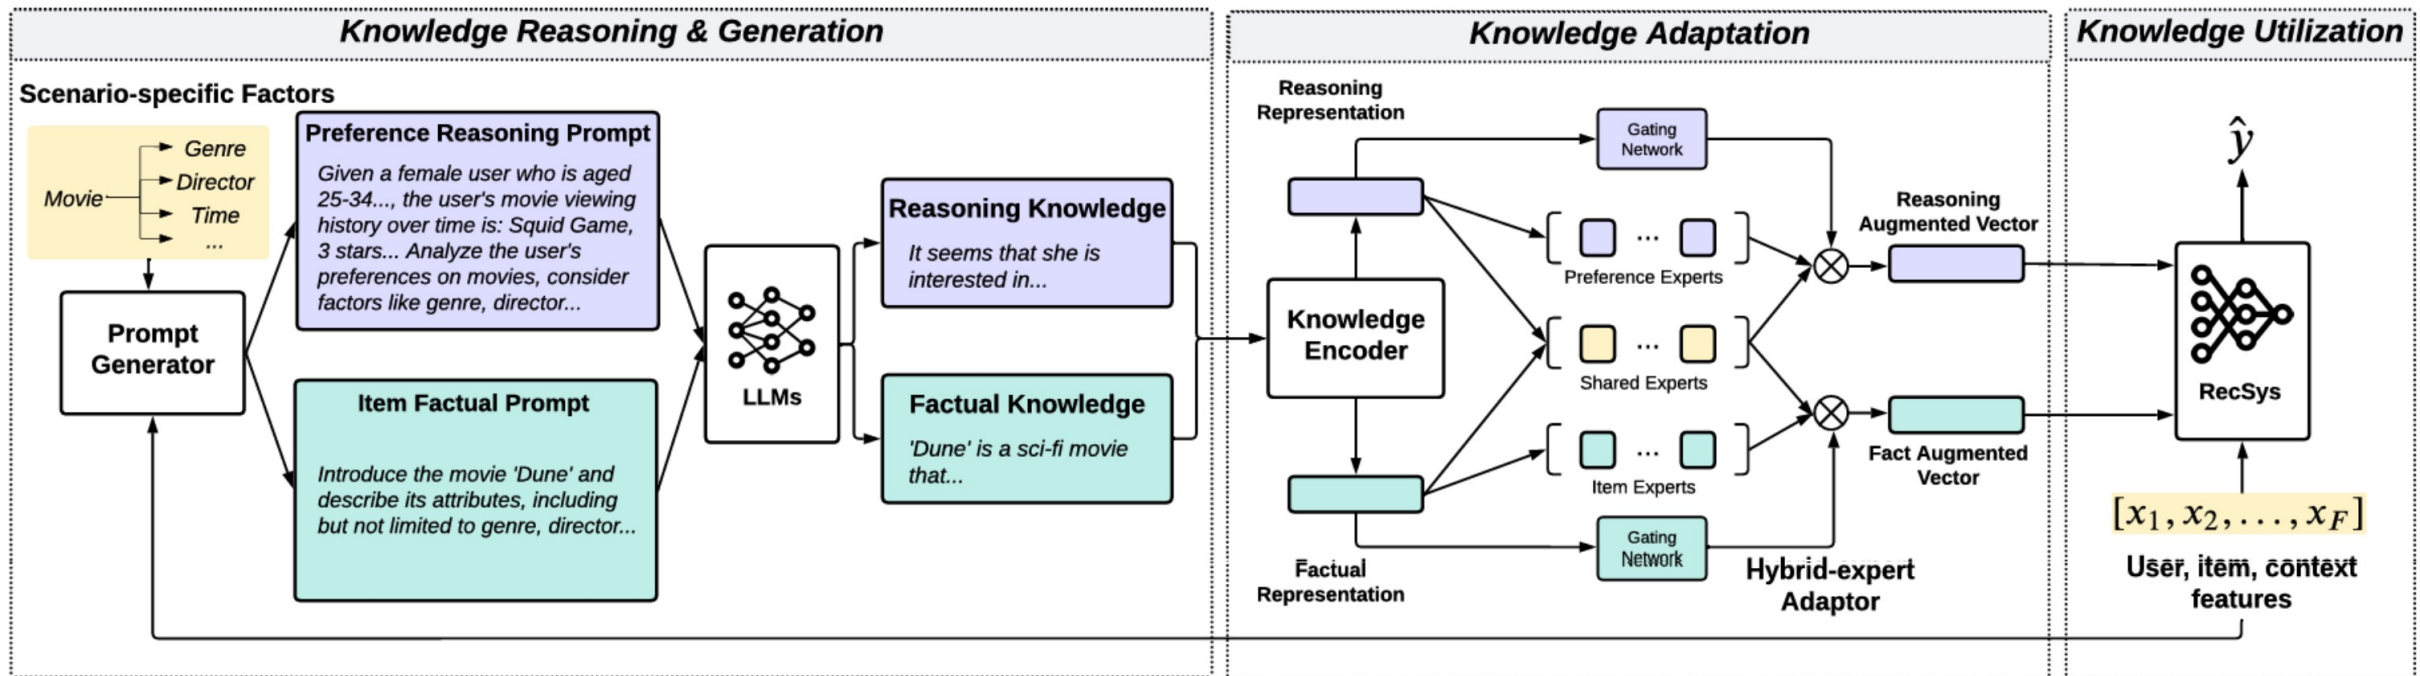 Knowledge Reasoning & Generation
Scenario-specific Factors
Movie
Genre
Director
Time
...
Prompt
Generator
Preference Reasoning Prompt
Given a female user who is aged
25-34..., the user's movie viewing
history over time is: Squid Game,
3 stars... Analyze the user's
preferences on movies, consider
factors like genre, director...
Item Factual Prompt
Introduce the movie 'Dune' and
describe its attributes, including
but not limited to genre, director...
LLMs
Reasoning Knowledge
It seems that she is
interested in...
Factual Knowledge
'Dune' is a sci-fi movie
that...
Knowledge Adaptation
Reasoning
Representation
Knowledge
Encoder
Factual
Representation
Gating
Network
...
Preference Experts
...
Shared Experts
...
Item Experts
Gating
Network
Hybrid-expert
Adaptor
Reasoning
Augmented Vector
Fact Augmented
Vector
Knowledge Utilization
ŷ
RecSys
[x₁, x₂, . . . , x_F]
User, item, context
features